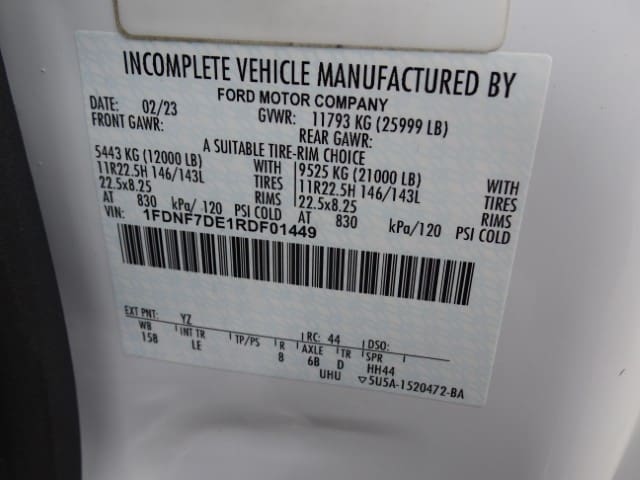 INCOMPLETE VEHICLE MANUFACTURED BY
FORD MOTOR COMPANY
DATE: 02/23 GVWR: 11793 KG (25999 LB)
FRONT GAWR: REAR GAWR:
A SUITABLE TIRE-RIM CHOICE
5443 KG (12000 LB) WITH 9525 KG (21000 LB) WITH
11R22.5H 146/143L TIRES 11R22.5H 146/143L TIRES
22.5x8.25 RIMS 22.5x8.25 RIMS
AT 830 kPa/ 120 PSI COLD AT 830 kPa/120 PSI COLD
VIN: 1FDNF7DE1RDF01449
EXT PNT: YZ RC: 44 DSO:
WB INT TR TP/PS R AXLE TR SPR
158 LE 8 6B D HH44
UHU ▽5U5A-1520472-BA